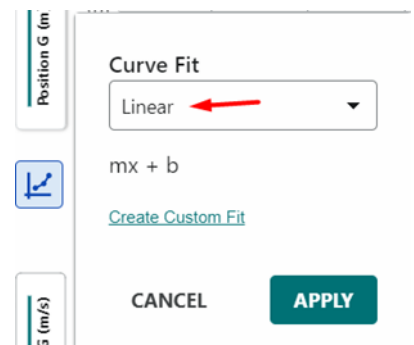 Position G (m
Curve Fit
Linear
mx + b
Create Custom Fit
CANCEL
APPLY
G (m/s)